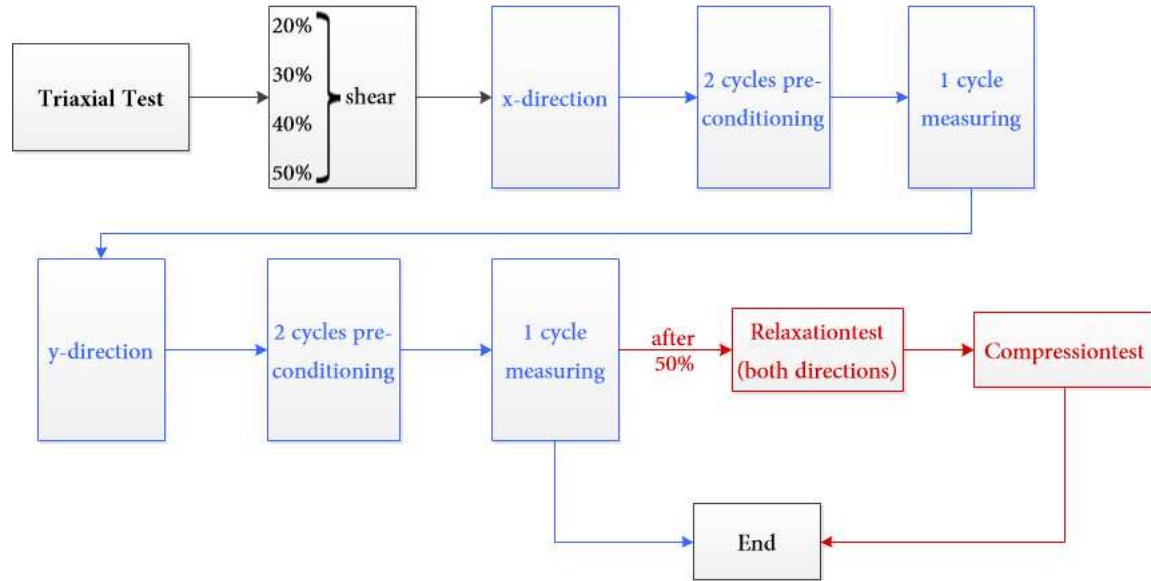 Triaxial Test
20%
30%
40%
50%
shear
x-direction
2 cycles pre-
conditioning
1 cycle
measuring
y-direction
2 cycles pre-
conditioning
1 cycle
measuring
after
50%
Relaxationtest
(both directions)
Compressiontest
End